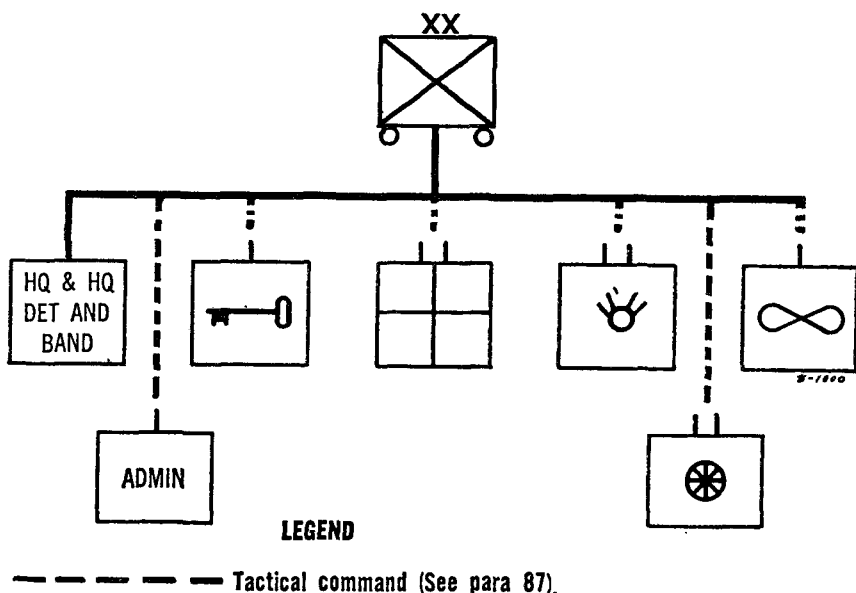 XX
HQ & HQ
DET AND
BAND
ADMIN
LEGEND
Tactical command (See para 87).